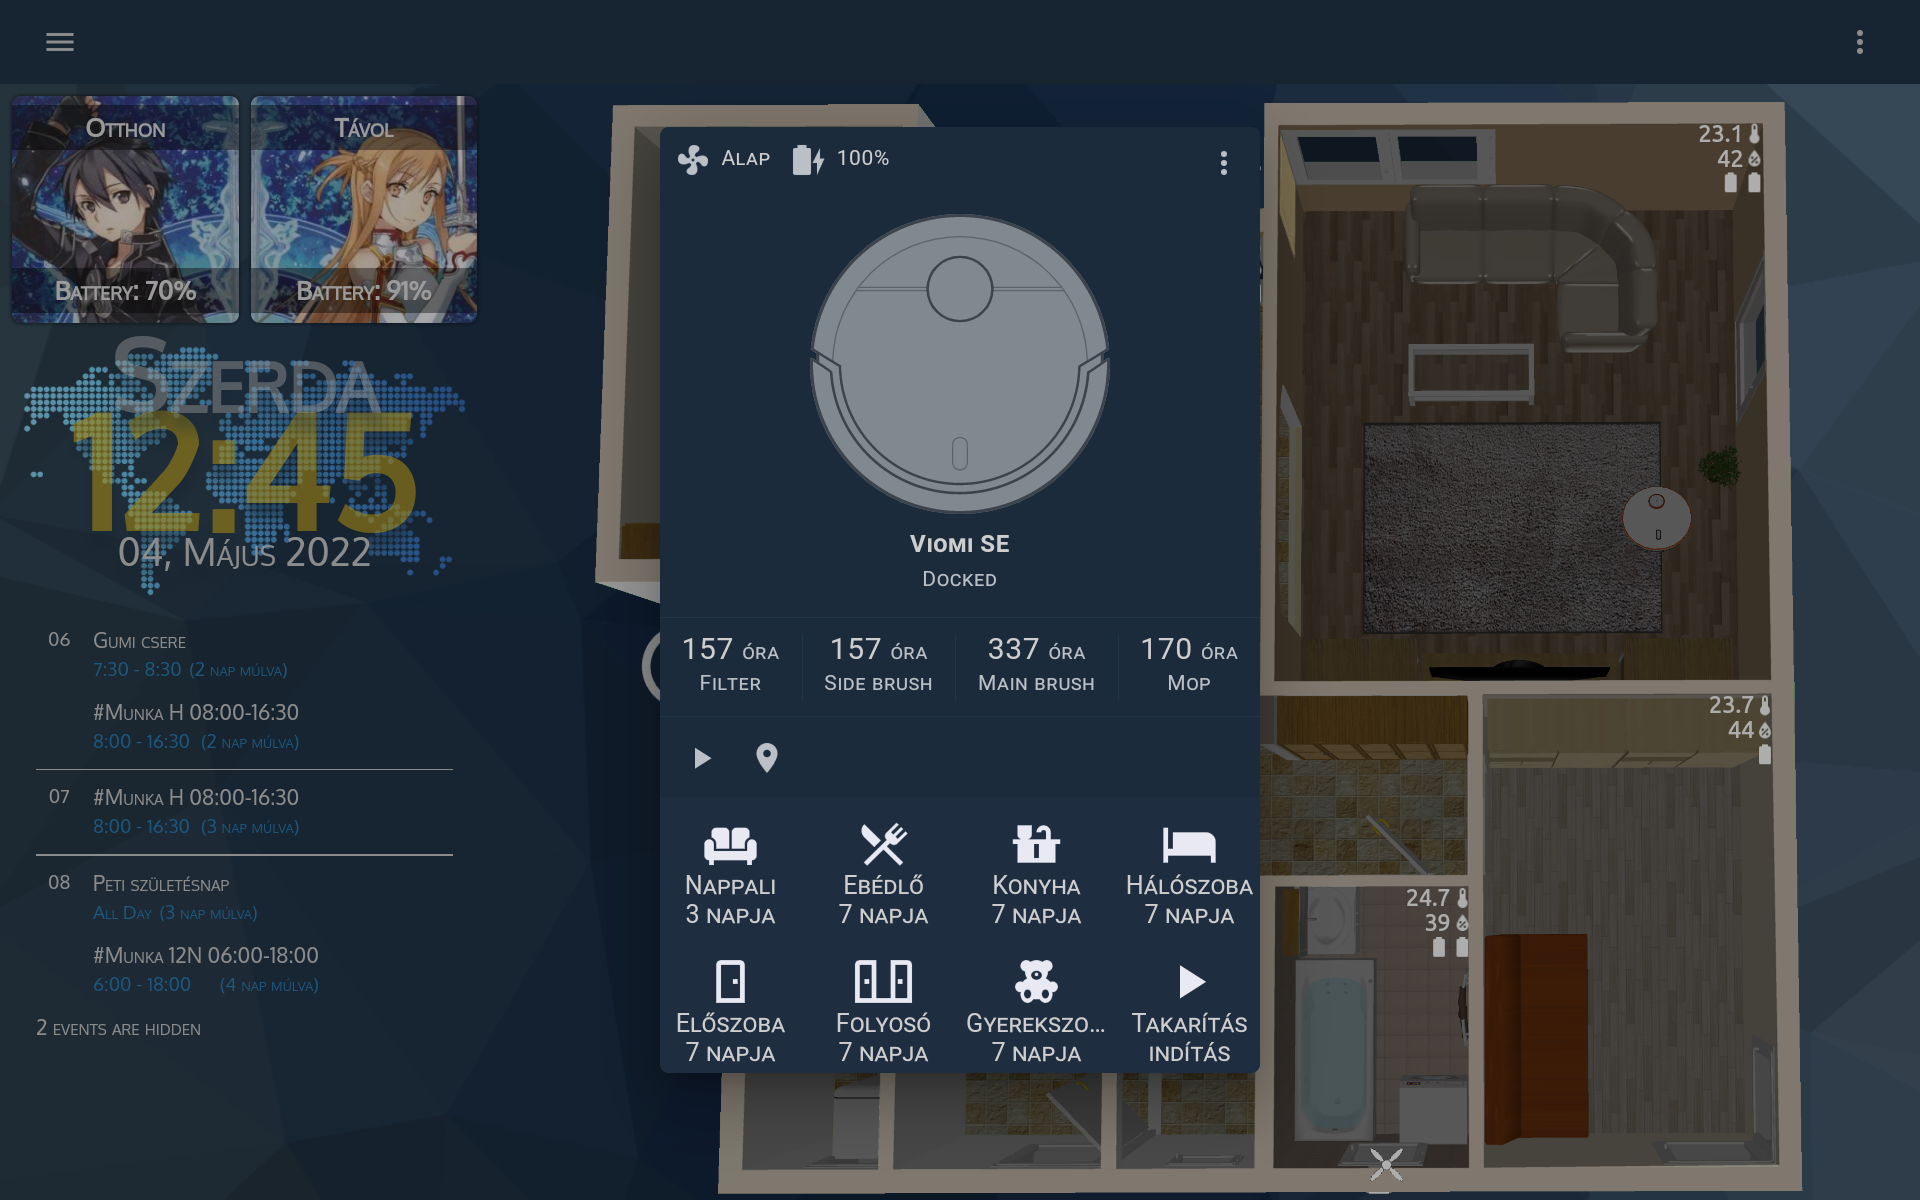 Otthon
Battery: 70%
Távol
Battery: 91%
Szerda
12:45
04, Május 2022
06 Gumi csere
7:30 - 8:30 (2 nap múlva)
#Munka H 08:00-16:30
8:00 - 16:30 (2 nap múlva)
07 #Munka H 08:00-16:30
8:00 - 16:30 (3 nap múlva)
08 Peti születésnap
All Day (3 nap múlva)
#Munka 12N 06:00-18:00
6:00 - 18:00 (4 nap múlva)
2 events are hidden
Alap 100%
Viomi SE
Docked
157 óra
Filter
157 óra
Side brush
337 óra
Main brush
170 óra
Mop
Nappali
3 napja
Ebédlő
7 napja
Konyha
7 napja
Hálószoba
7 napja
Előszoba
7 napja
Folyosó
7 napja
Gyerekszo...
7 napja
Takarítás
indítás
23.1
42
23.7
44
24.7
39